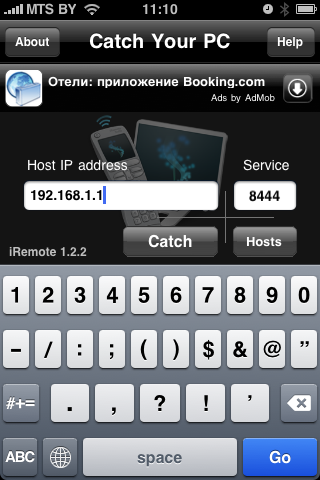 MTS BY 11:10
About Catch Your PC Help
Отели: приложение Booking.com
Ads by AdMob
Host IP address Service
192.168.1.1 8444
Catch Hosts
iRemote 1.2.2
1 2 3 4 5 6 7 8 9 0
- / : ; ( ) $ & @ ”
#+= . , ? ! ’
ABC space Go